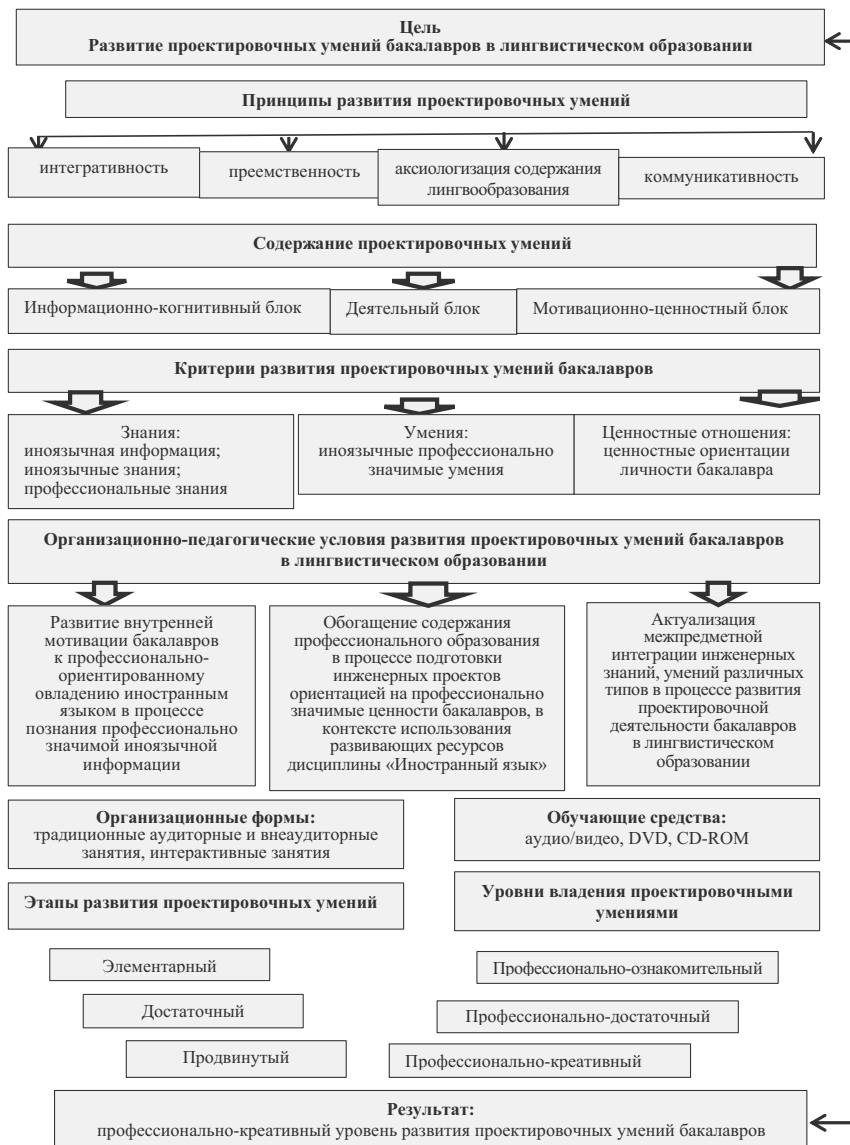 Цель
Развитие проектировочных умений бакалавров в лингвистическом образовании
Принципы развития проектировочных умений
интегративность
преемственность
аксиологизация содержания
лингвообразования
коммуникативность
Содержание проектировочных умений
Информационно-когнитивный блок
Деятельный блок
Мотивационно-ценностный блок
Критерии развития проектировочных умений бакалавров
Знания:
иноязычная информация;
иноязычные знания;
профессиональные знания
Умения:
иноязычные профессионально
значимые умения
Ценностные отношения:
ценностные ориентации
личности бакалавра
Организационно-педагогические условия развития проектировочных умений бакалавров
в лингвистическом образовании
Развитие внутренней
мотивации бакалавров
к профессионально-
ориентированному
овладению иностранным
языком в процессе
познания профессионально
значимой иноязычной
информации
Обогащение содержания
профессионального образования
в процессе подготовки
инженерных проектов
ориентацией на профессионально
значимые ценности бакалавров, в
контексте использования
развивающих ресурсов
дисциплины «Иностранный язык»
Актуализация
межпредметной
интеграции инженерных
знаний, умений различных
типов в процессе развития
проектировочной
деятельности бакалавров
в лингвистическом
образовании
Организационные формы:
традиционные аудиторные и внеаудиторные
занятия, интерактивные занятия
Обучающие средства:
аудио/видео, DVD, CD-ROM
Этапы развития проектировочных умений
Уровни владения проектировочными
умениями
Элементарный
Профессионально-ознакомительный
Достаточный
Профессионально-достаточный
Продвинутый
Профессионально-креативный
Результат:
профессионально-креативный уровень развития проектировочных умений бакалавров